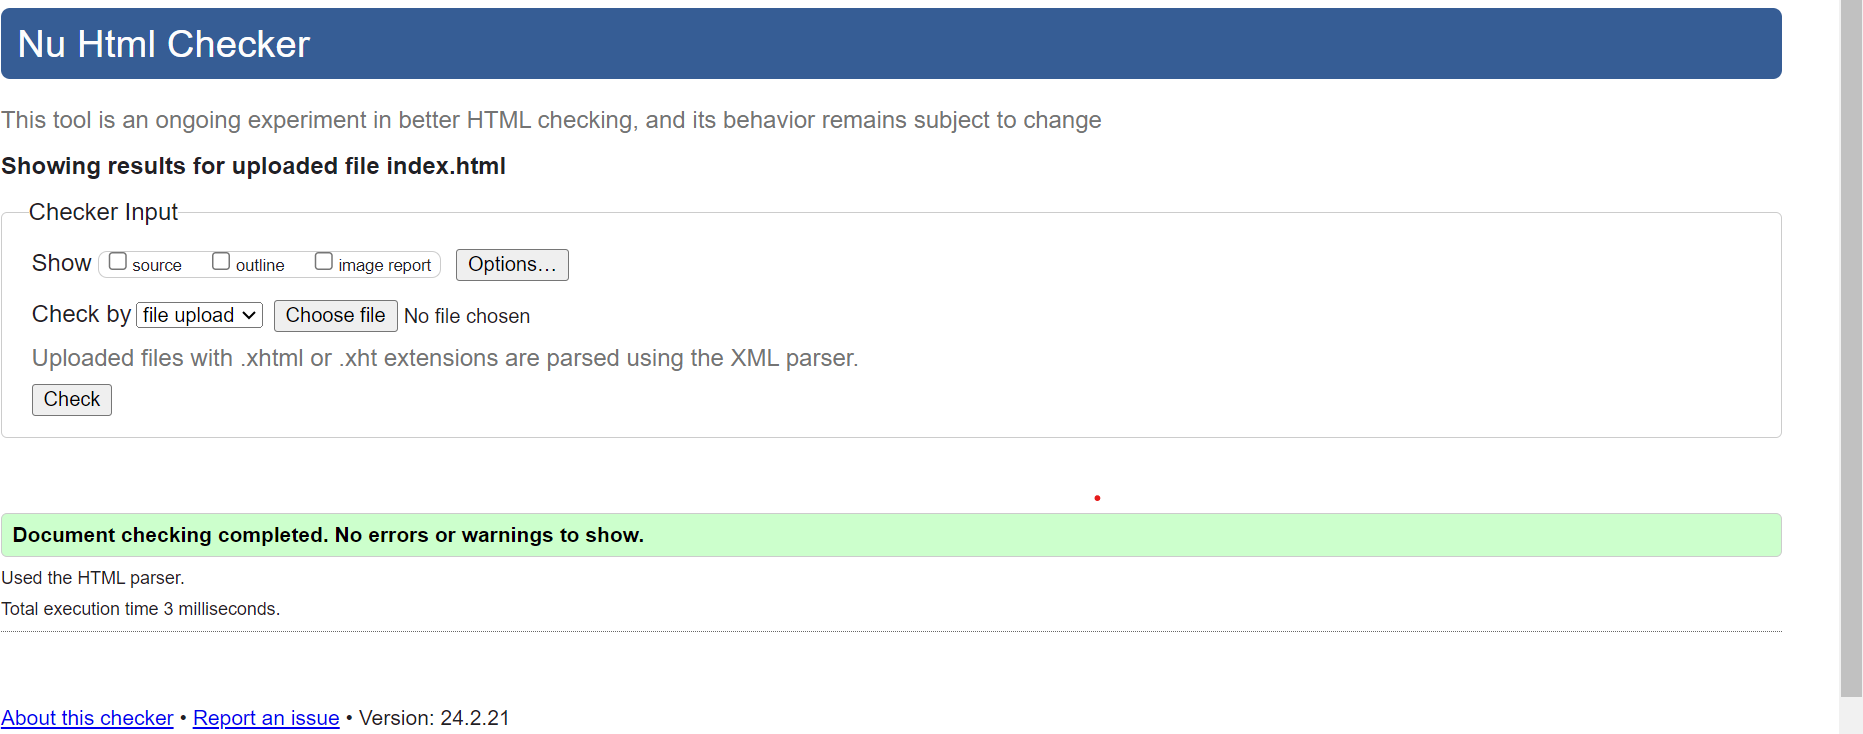 Nu Html Checker
This tool is an ongoing experiment in better HTML checking, and its behavior remains subject to change
Showing results for uploaded file index.html
Checker Input
Show source outline image report Options…
Check by file upload Choose file No file chosen
Uploaded files with .xhtml or .xht extensions are parsed using the XML parser.
Check
Document checking completed. No errors or warnings to show.
Used the HTML parser.
Total execution time 3 milliseconds.
About this checker • Report an issue • Version: 24.2.21